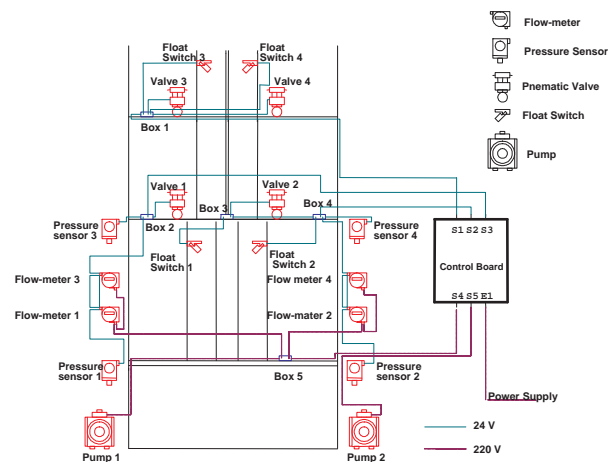 Flow-meter
Float
Switch 3
Float
Switch 4
Pressure Sensor
Valve 3
Valve 4
Pnematic Valve
Float Switch
Box 1
Pump
Valve 1
Valve 2
Box 3
Box 4
Pressure
sensor 3
Box 2
Pressure
sensor 4
S1 S2 S3
Float
Switch 1
Float
Switch 2
Control Board
Flow-meter 3
Flow meter 4
S4 S5 E1
Flow-meter 1
Flow-mater 2
Pressure
sensor 1
Box 5
Pressure
sensor 2
Power Supply
24 V
220 V
Pump 1
Pump 2